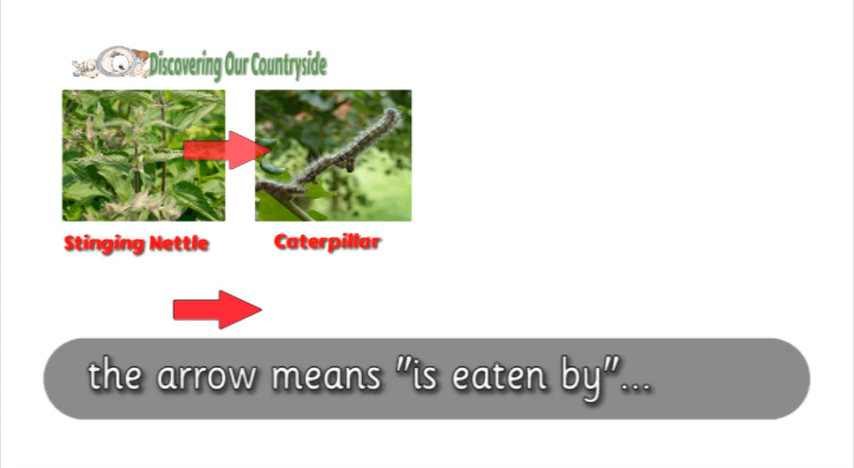 Discovering Our Countryside
Stinging Nettle
Caterpillar
the arrow means "is eaten by"...